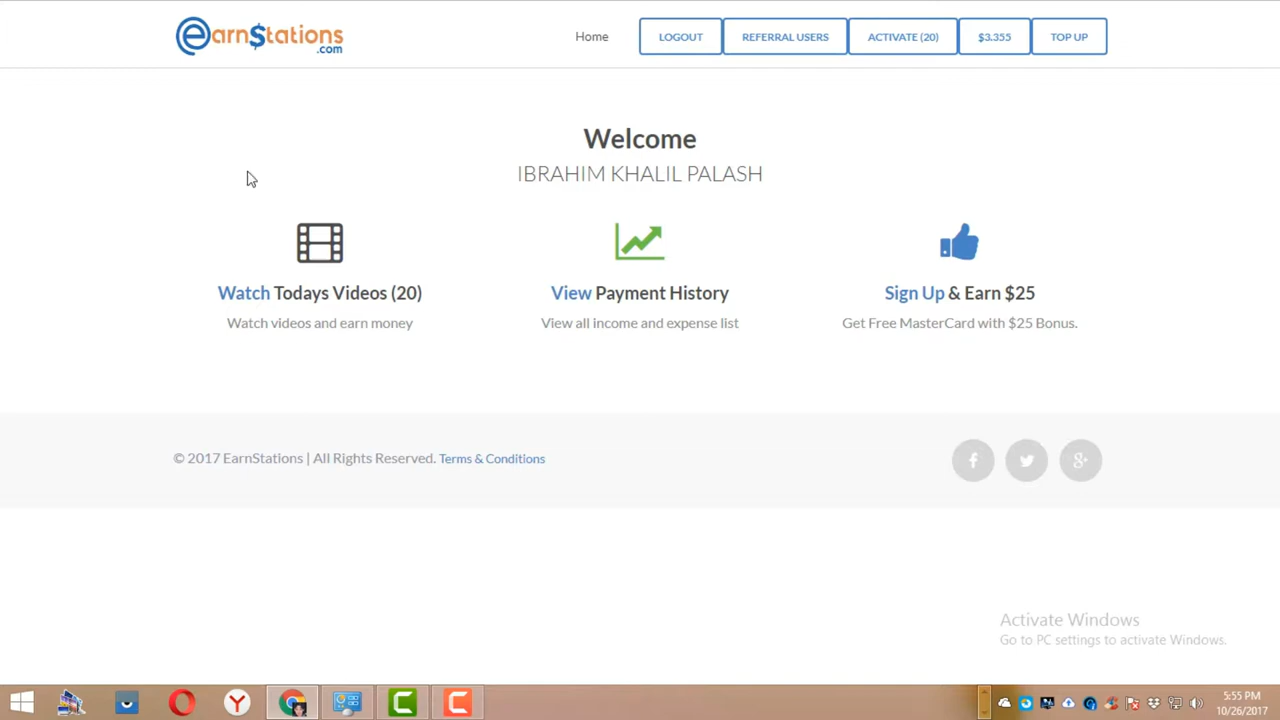 earn$tations
.com
Home
LOGOUT
REFERRAL USERS
ACTIVATE (20)
$3.355
TOP UP
Welcome
IBRAHIM KHALIL PALASH
Watch Todays Videos (20)
Watch videos and earn money
View Payment History
View all income and expense list
Sign Up & Earn $25
Get Free MasterCard with $25 Bonus.
© 2017 EarnStations | All Rights Reserved. Terms & Conditions
Activate Windows
Go to PC settings to activate Windows.
5:55 PM
10/26/2017